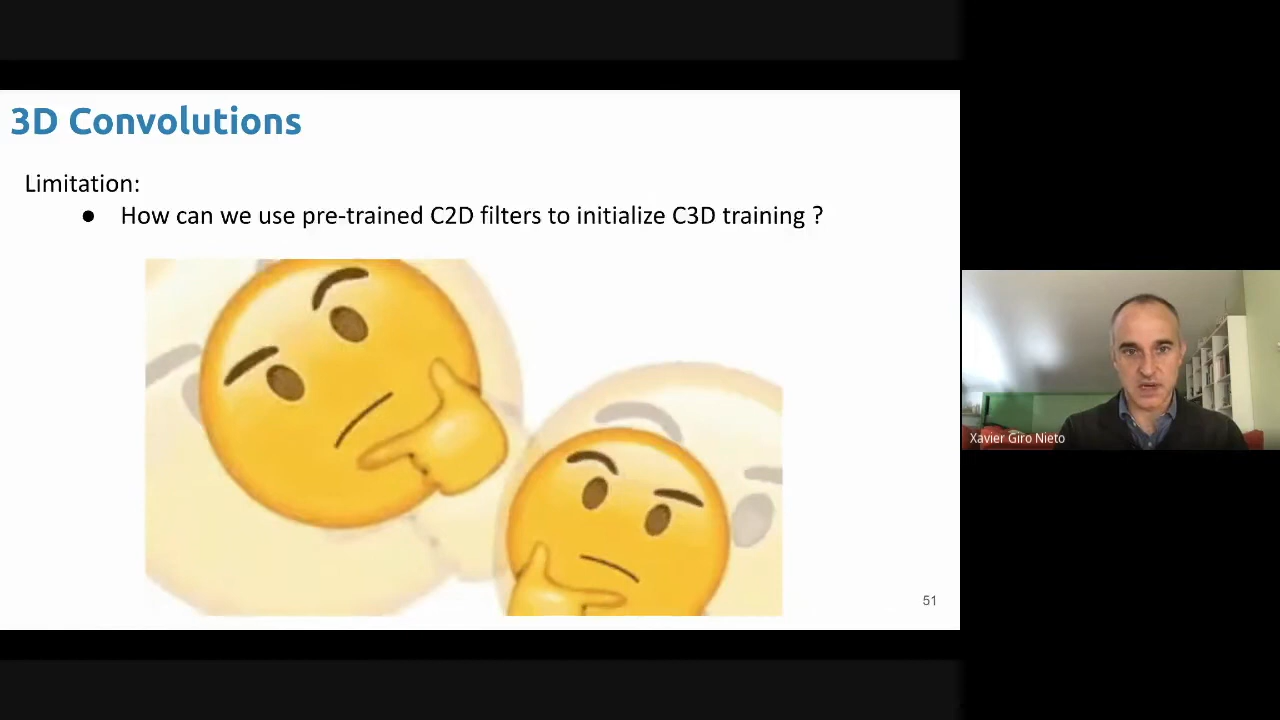 3D Convolutions
Limitation:
● How can we use pre-trained C2D filters to initialize C3D training ?
Xavier Giro Nieto
51